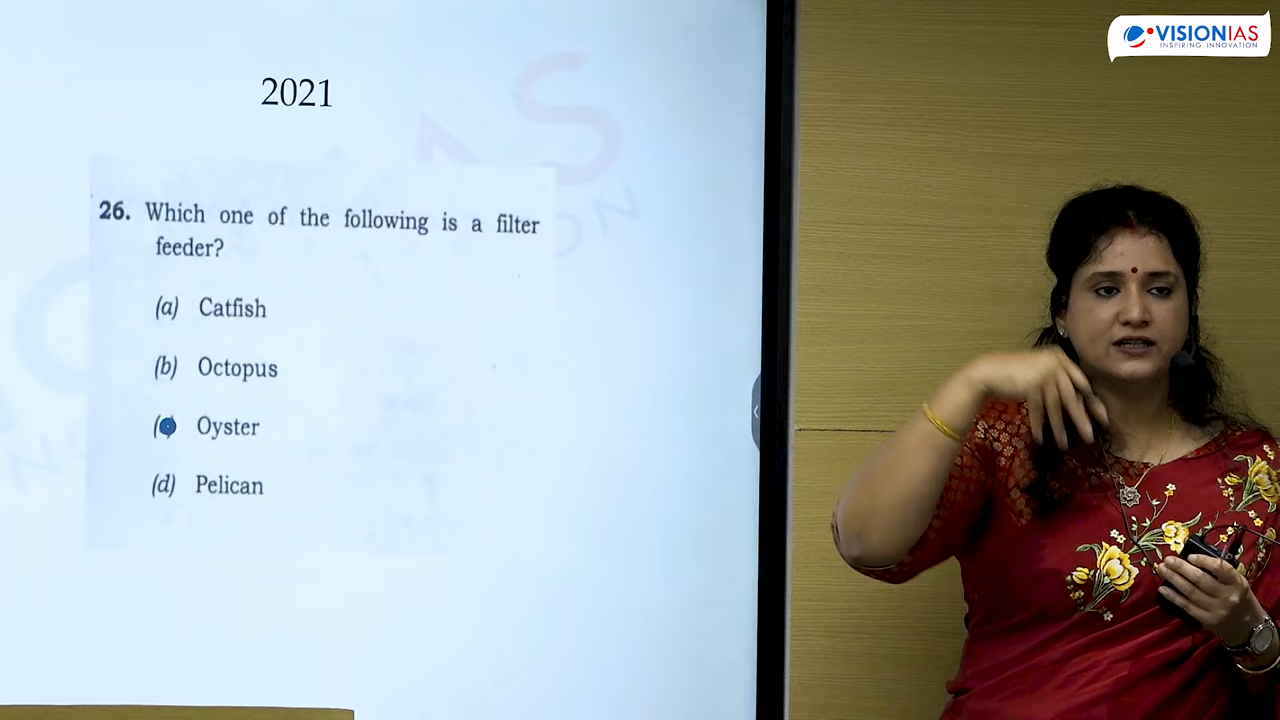 VISIONIAS
INSPIRING INNOVATION
2021
26. Which one of the following is a filter
feeder?
(a) Catfish
(b) Octopus
( Oyster
(d) Pelican